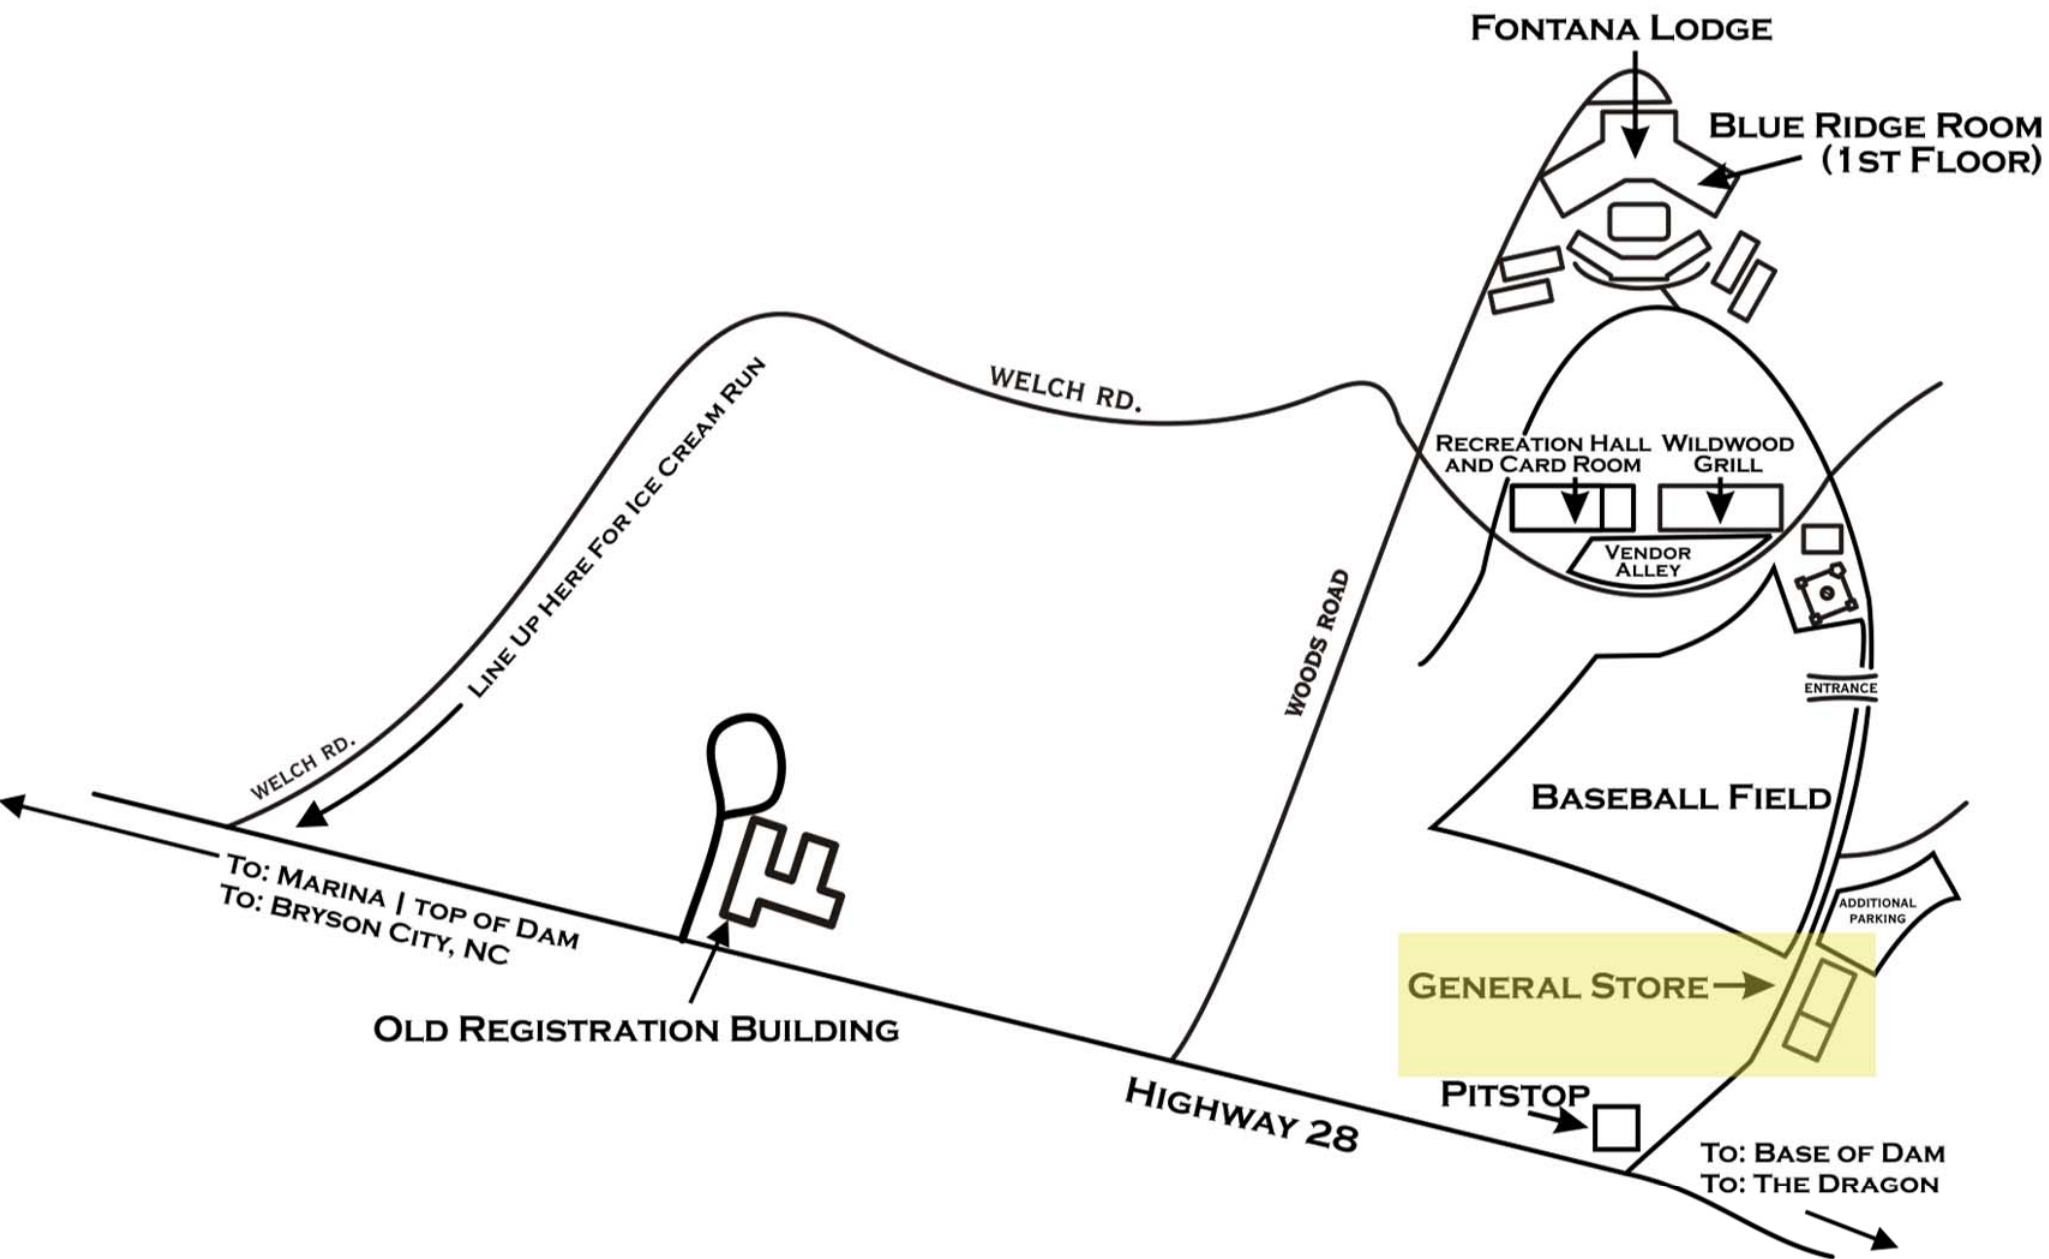 FONTANA LODGE
BLUE RIDGE ROOM
(1ST FLOOR)
WELCH RD.
LINE UP HERE FOR ICE CREAM RUN
RECREATION HALL
AND CARD ROOM
WILDWOOD
GRILL
VENDOR
ALLEY
WOODS ROAD
ENTRANCE
WELCH RD.
BASEBALL FIELD
TO: MARINA | TOP OF DAM
TO: BRYSON CITY, NC
ADDITIONAL
PARKING
GENERAL STORE
OLD REGISTRATION BUILDING
HIGHWAY 28
PITSTOP
TO: BASE OF DAM
TO: THE DRAGON